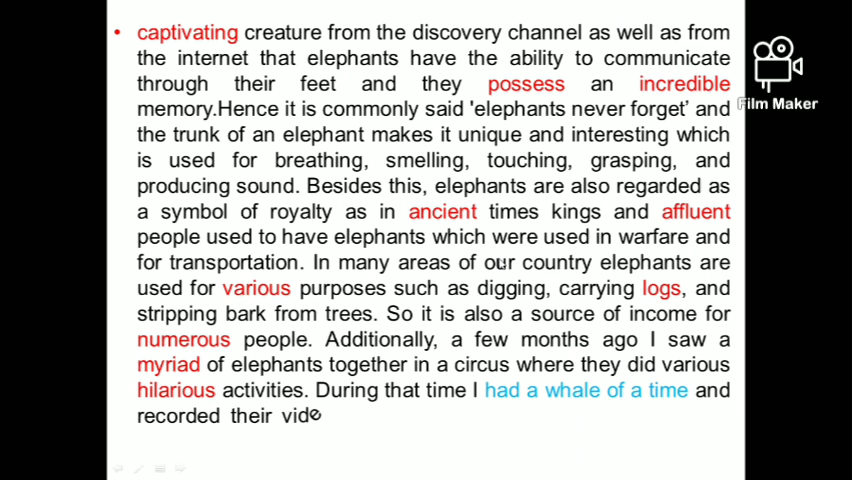 • captivating creature from the discovery channel as well as from
the internet that elephants have the ability to communicate
through their feet and they possess an incredible
memory.Hence it is commonly said 'elephants never forget' and
the trunk of an elephant makes it unique and interesting which
is used for breathing, smelling, touching, grasping, and
producing sound. Besides this, elephants are also regarded as
a symbol of royalty as in ancient times kings and affluent
people used to have elephants which were used in warfare and
for transportation. In many areas of our country elephants are
used for various purposes such as digging, carrying logs, and
stripping bark from trees. So it is also a source of income for
numerous people. Additionally, a few months ago I saw a
myriad of elephants together in a circus where they did various
hilarious activities. During that time I had a whale of a time and
recorded their vide
Film Maker